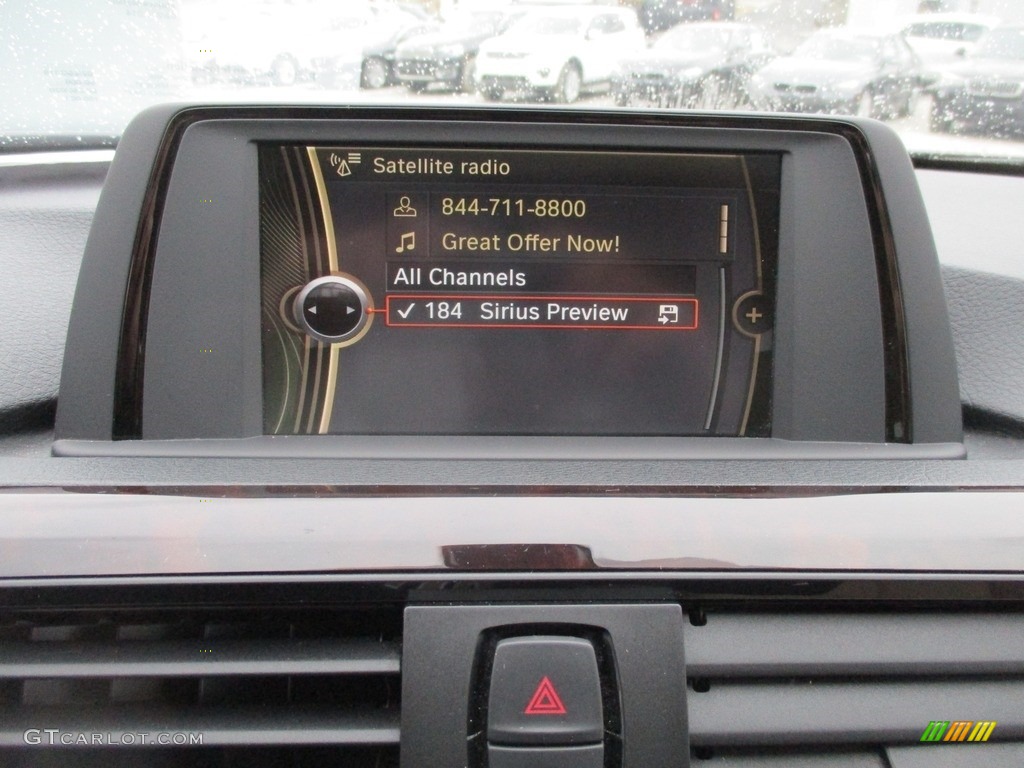 Satellite radio
844-711-8800
Great Offer Now!
All Channels
184 Sirius Preview
GTCARLOT.COM